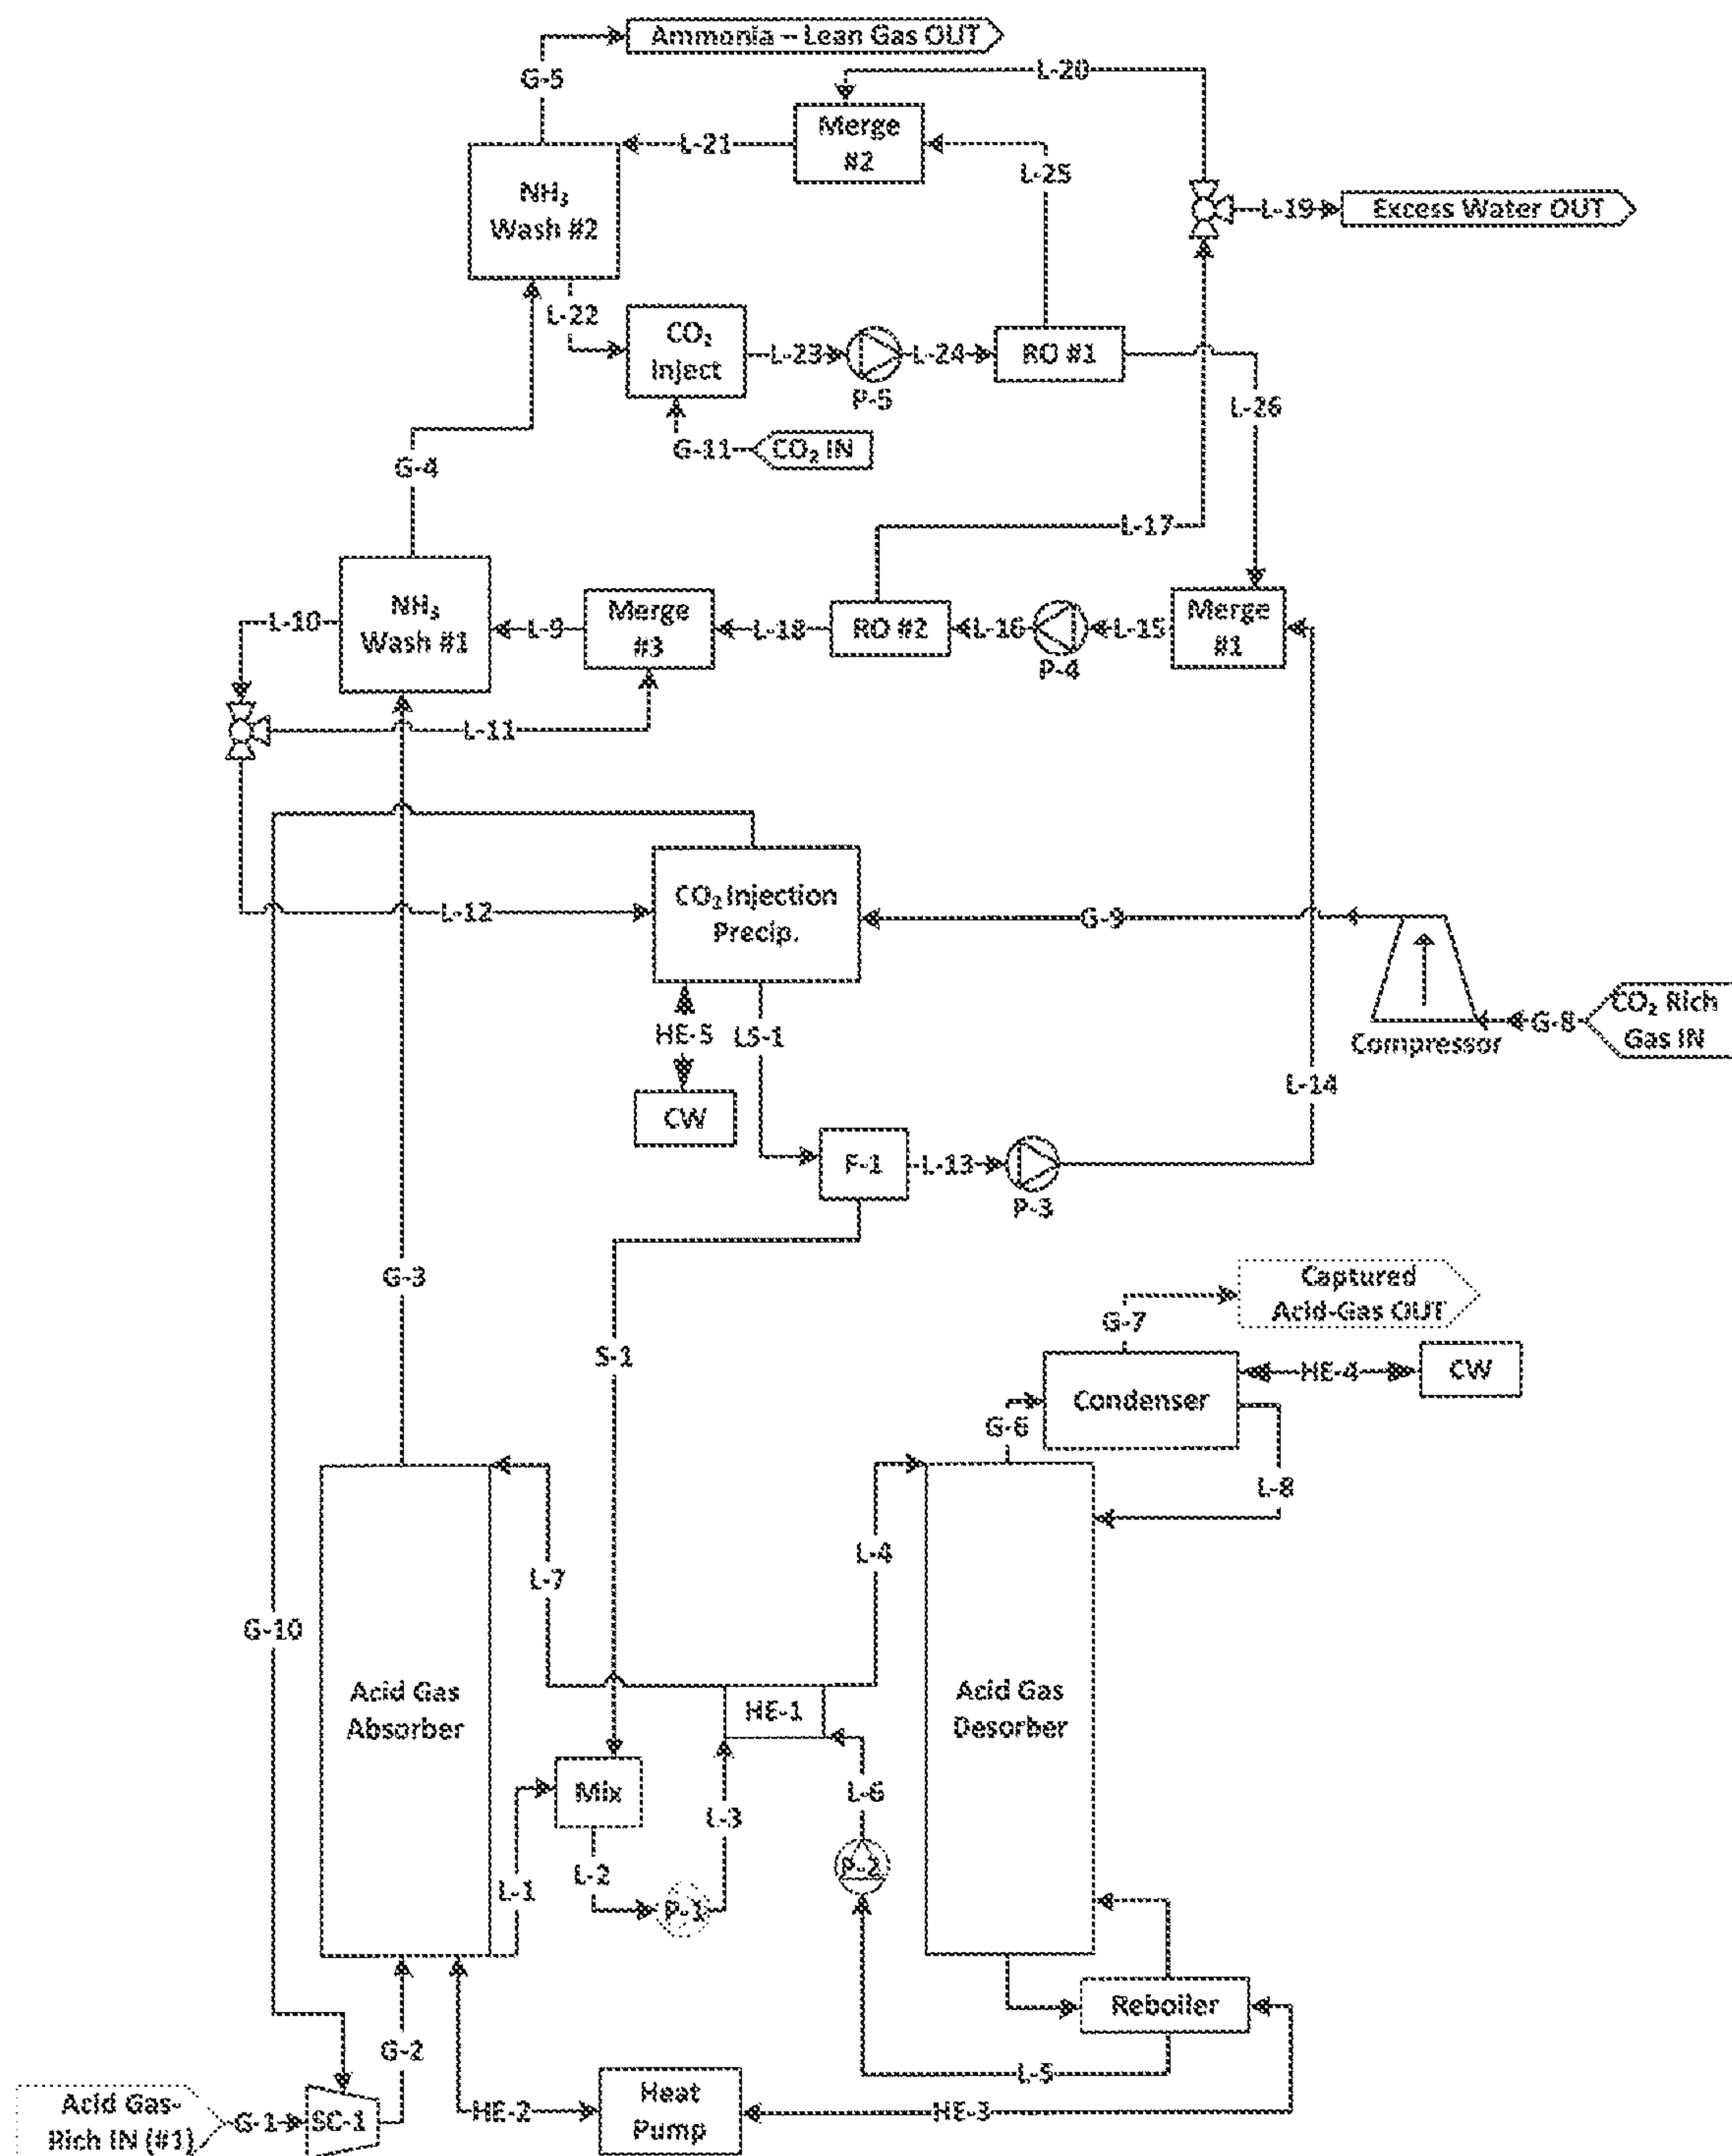 Ammonia – Lean Gas OUT
G-5
L-20
Merge
#2
L-21
L-25
NH₃
Wash #2
L-19
Excess Water OUT
L-22
CO₂
Inject
L-23
P-5
L-24
RO #1
L-26
G-11
CO₂ IN
G-4
L-17
L-10
NH₃
Wash #1
L-9
Merge
#3
L-18
RO #2
L-16
P-4
L-15
Merge
#1
L-11
L-12
CO₂ Injection
Precip.
G-9
HE-5
LS-1
CW
Compressor
G-8
CO₂ Rich
Gas IN
L-14
F-1
L-13
P-3
G-3
S-1
Captured
Acid-Gas OUT
G-7
Condenser
HE-4
CW
G-6
L-8
L-7
L-4
G-10
Acid Gas
Absorber
HE-1
Acid Gas
Desorber
Mix
L-3
L-6
L-1
L-2
P-1
P-2
Reboiler
G-2
L-5
Acid Gas-
Rich IN (#1)
G-1
SC-1
HE-2
Heat
Pump
HE-3